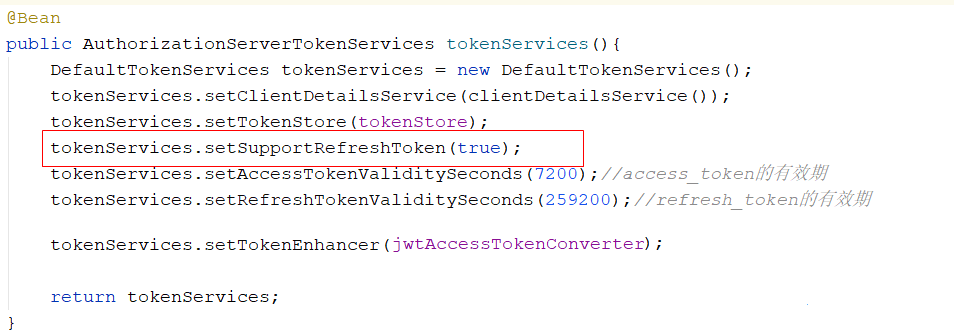 @Bean
public AuthorizationServerTokenServices tokenServices(){
DefaultTokenServices tokenServices = new DefaultTokenServices();
tokenServices.setClientDetailsService(clientDetailsService());
tokenServices.setTokenStore(tokenStore);
tokenServices.setSupportRefreshToken(true);
tokenServices.setAccessTokenValiditySeconds(7200);//access_token的有效期
tokenServices.setRefreshTokenValiditySeconds(259200);//refresh_token的有效期
tokenServices.setTokenEnhancer(jwtAccessTokenConverter);
return tokenServices;
}